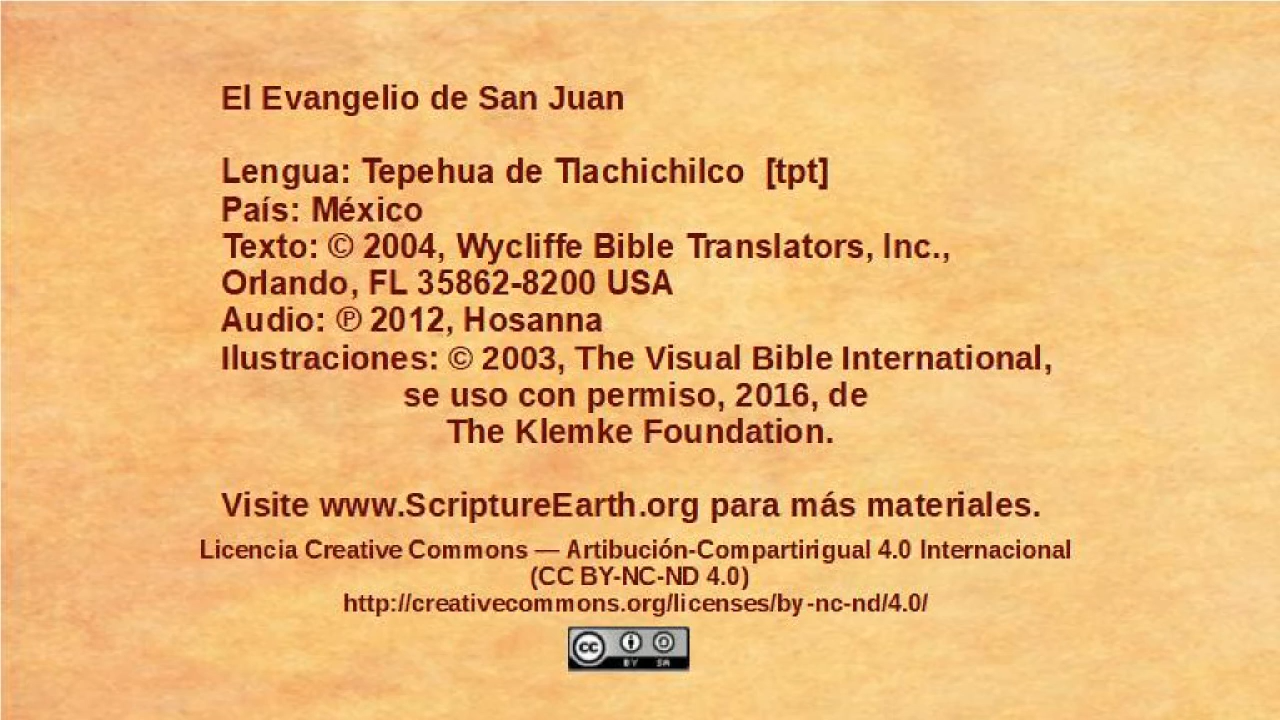 El Evangelio de San Juan
Lengua: Tepehua de Tlachichilco [tpt]
País: México
Texto: © 2004, Wycliffe Bible Translators, Inc.,
Orlando, FL 35862-8200 USA
Audio: ℗ 2012, Hosanna
Ilustraciones: © 2003, The Visual Bible International,
se uso con permiso, 2016, de
The Klemke Foundation.
Visite www.ScriptureEarth.org para más materiales.
Licencia Creative Commons — Artibución-Compartirigual 4.0 Internacional
(CC BY-NC-ND 4.0)
http://creativecommons.org/licenses/by-nc-nd/4.0/
cc BY SA